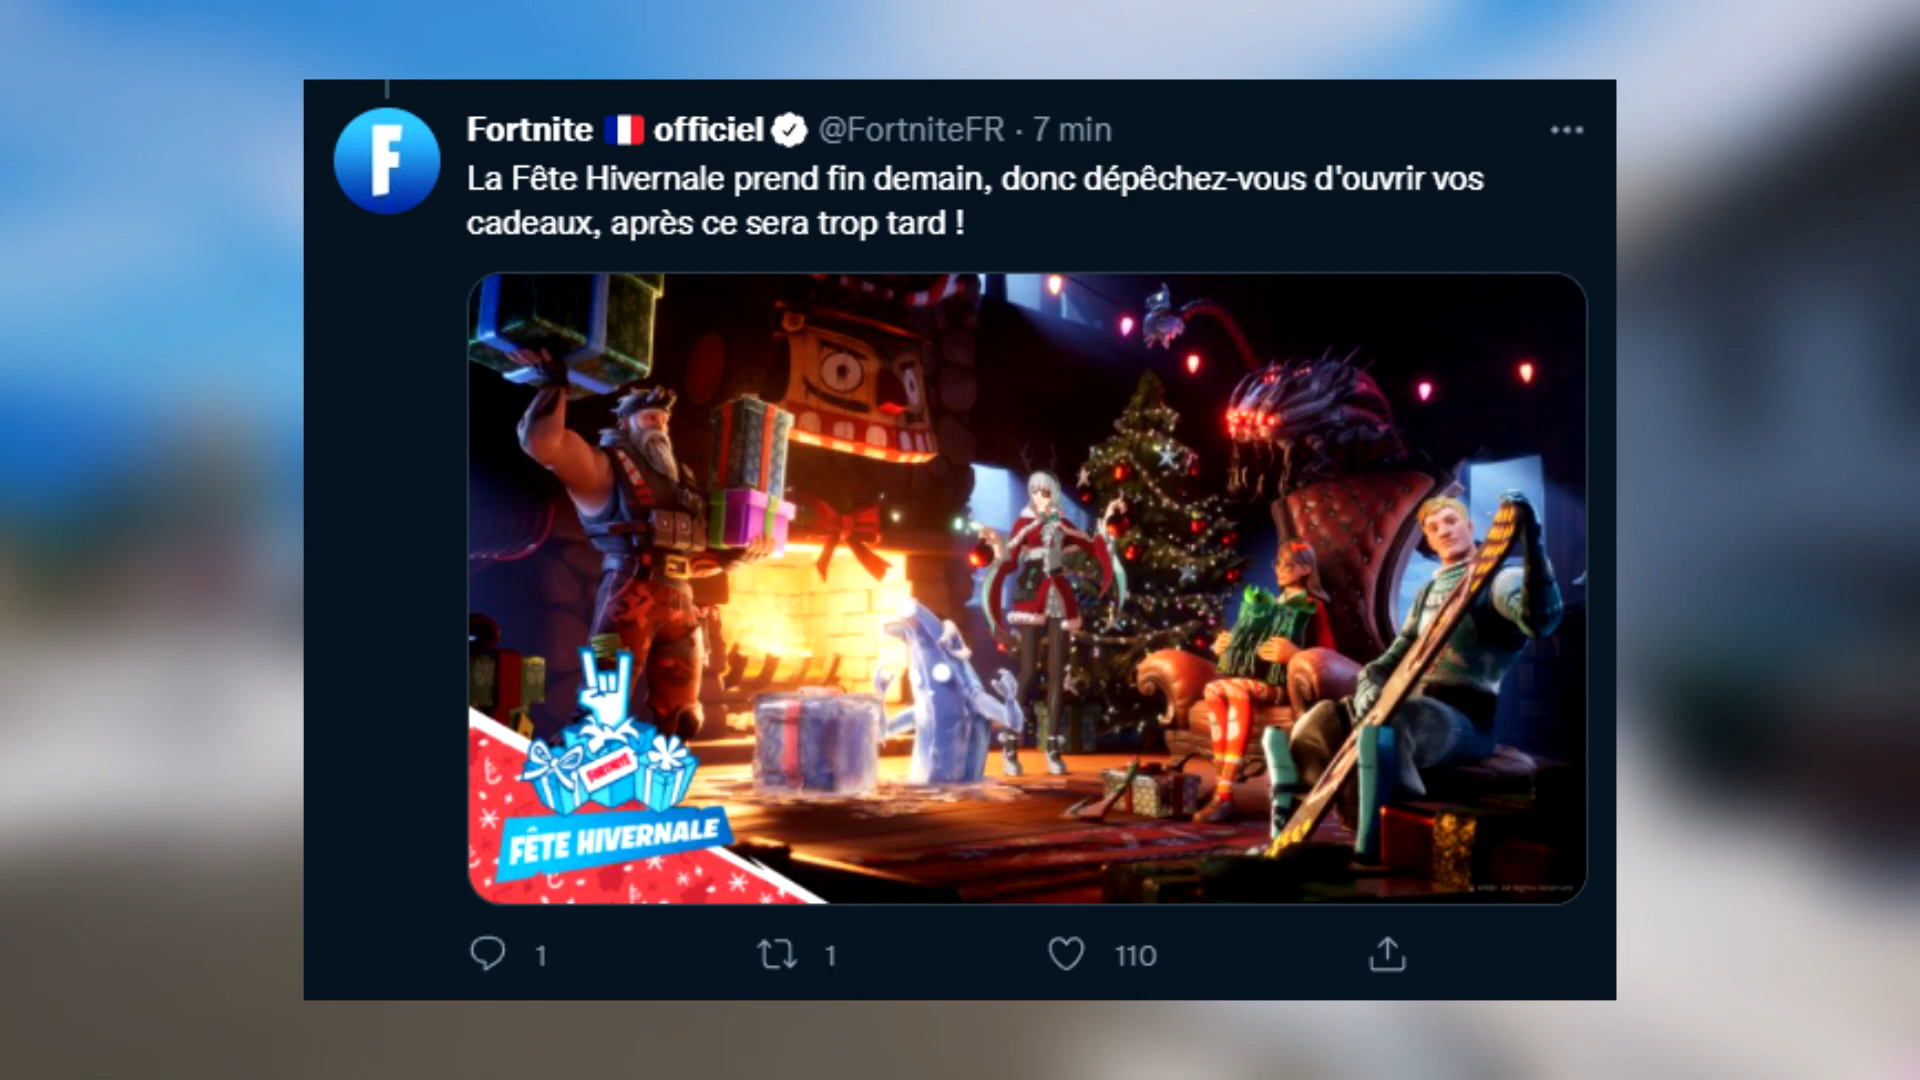 Fortnite 🇫🇷 officiel @FortniteFR · 7 min
La Fête Hivernale prend fin demain, donc dépêchez-vous d'ouvrir vos
cadeaux, après ce sera trop tard !
FORTNITE
FÊTE HIVERNALE
1 1 110